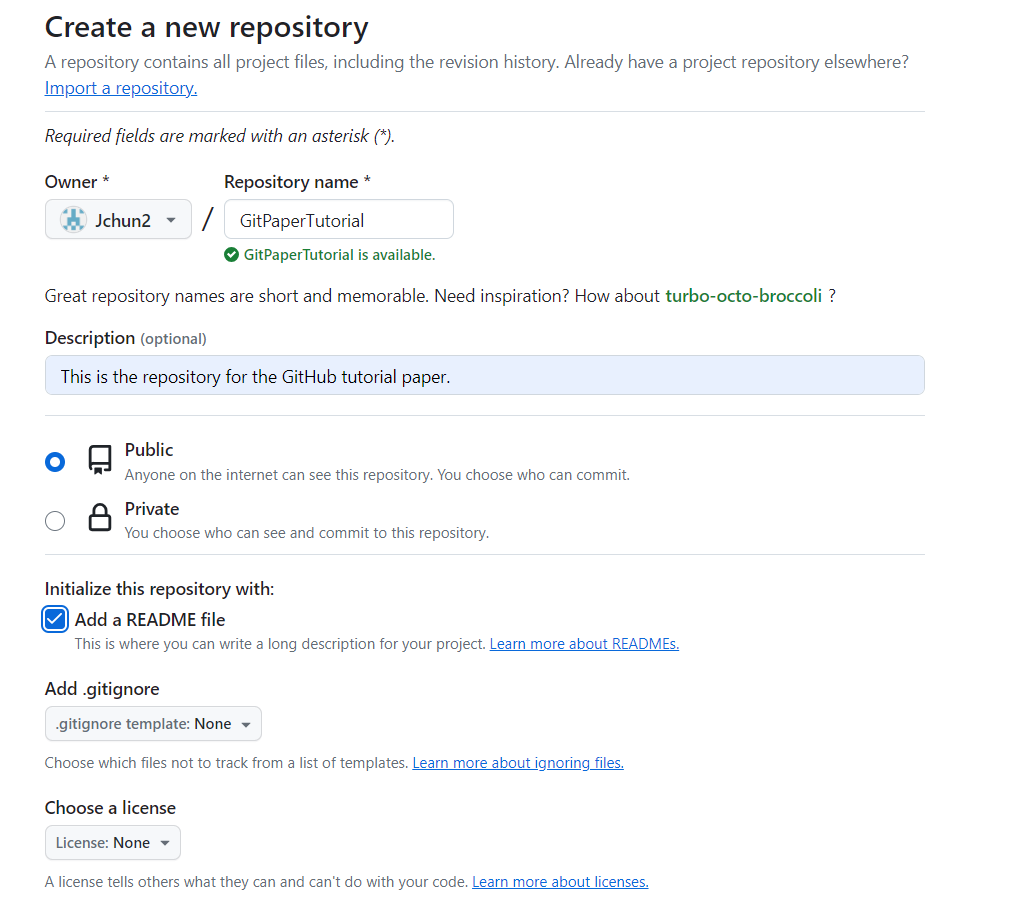 Create a new repository
A repository contains all project files, including the revision history. Already have a project repository elsewhere?
Import a repository.
Required fields are marked with an asterisk (*).
Owner *
Repository name *
Jchun2
/
GitPaperTutorial
GitPaperTutorial is available.
Great repository names are short and memorable. Need inspiration? How about turbo-octo-broccoli ?
Description (optional)
This is the repository for the GitHub tutorial paper.
Public
Anyone on the internet can see this repository. You choose who can commit.
Private
You choose who can see and commit to this repository.
Initialize this repository with:
Add a README file
This is where you can write a long description for your project. Learn more about READMEs.
Add .gitignore
.gitignore template: None
Choose which files not to track from a list of templates. Learn more about ignoring files.
Choose a license
License: None
A license tells others what they can and can't do with your code. Learn more about licenses.